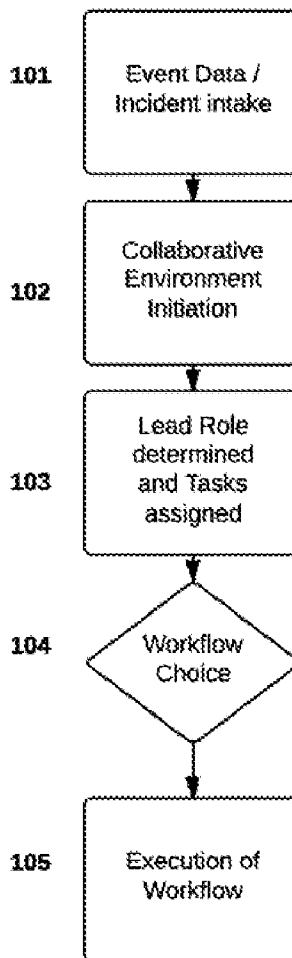 101
Event Data /
Incident intake
102
Collaborative
Environment
Initiation
103
Lead Role
determined
and Tasks
assigned
104
Workflow
Choice
105
Execution of
Workflow